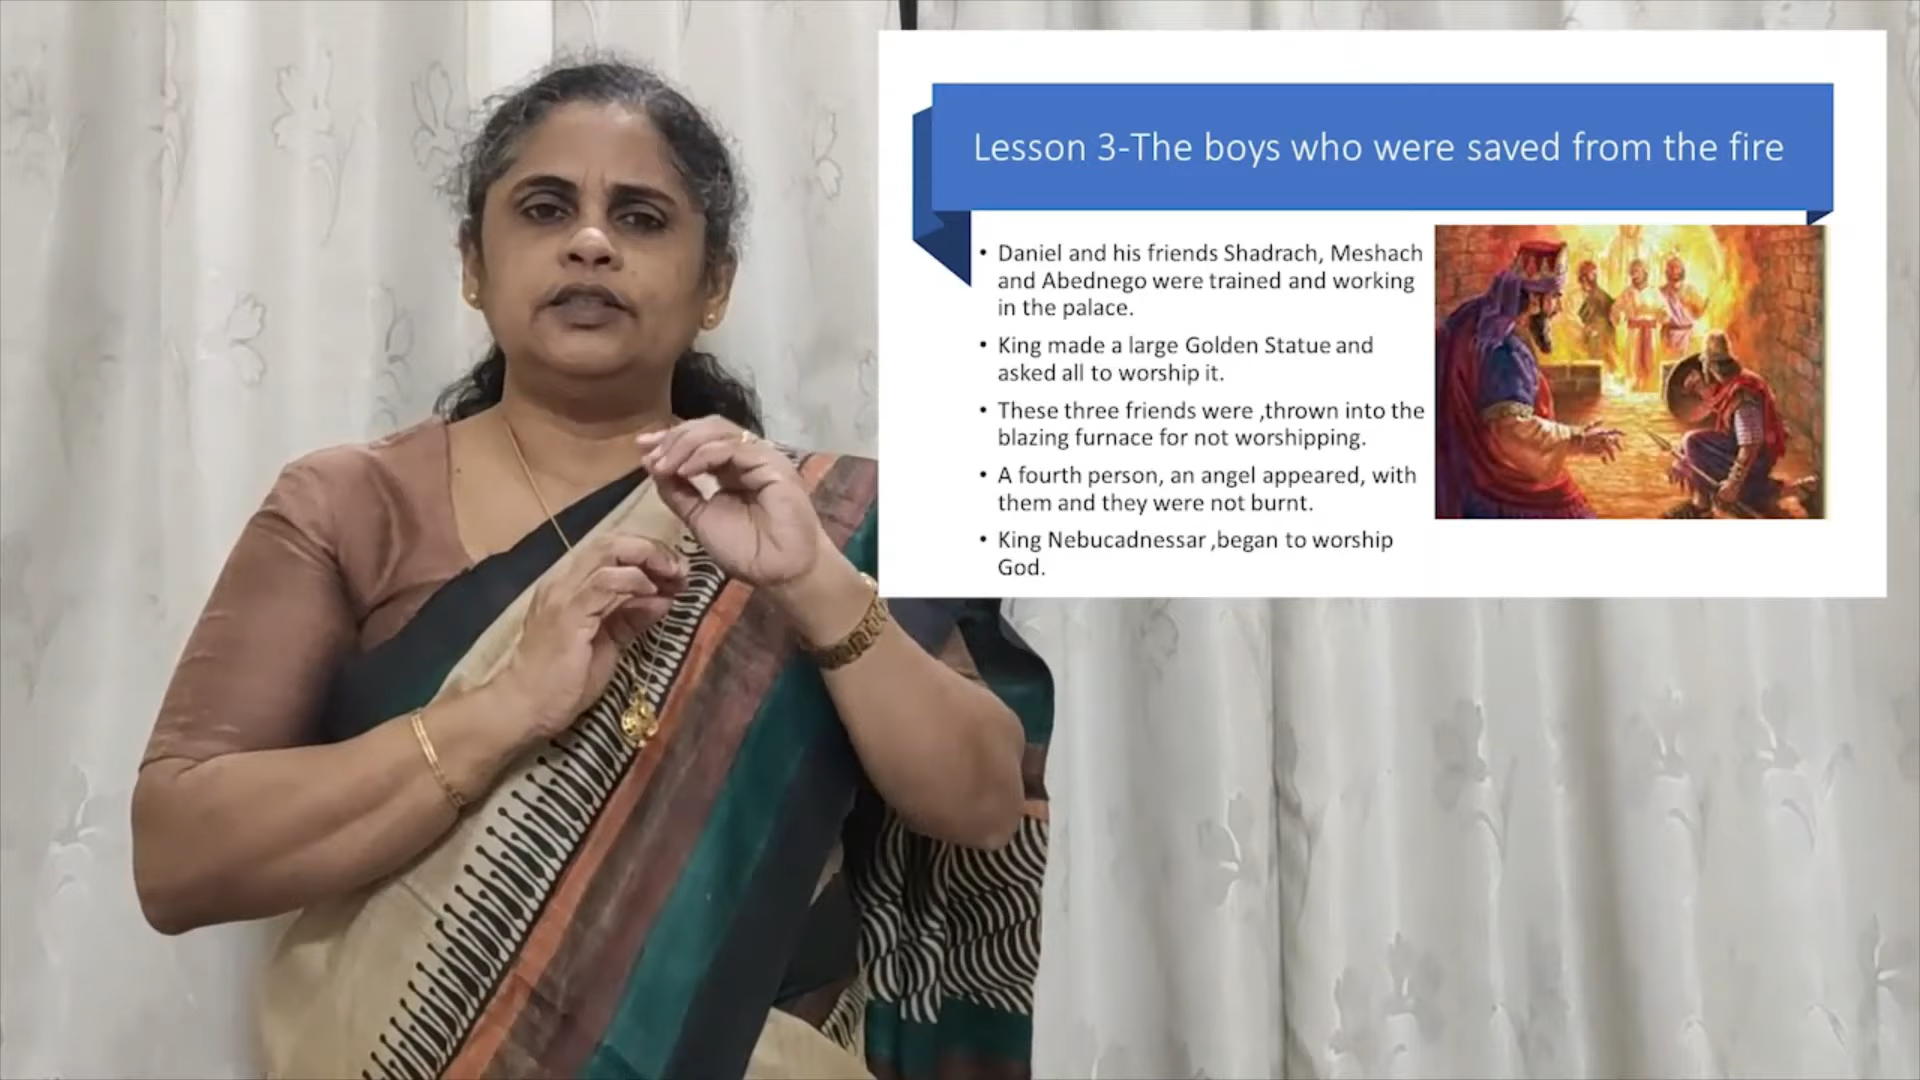 Lesson 3-The boys who were saved from the fire
• Daniel and his friends Shadrach, Meshach
and Abednego were trained and working
in the palace.
• King made a large Golden Statue and
asked all to worship it.
• These three friends were ,thrown into the
blazing furnace for not worshipping.
• A fourth person, an angel appeared, with
them and they were not burnt.
• King Nebucadnessar ,began to worship
God.